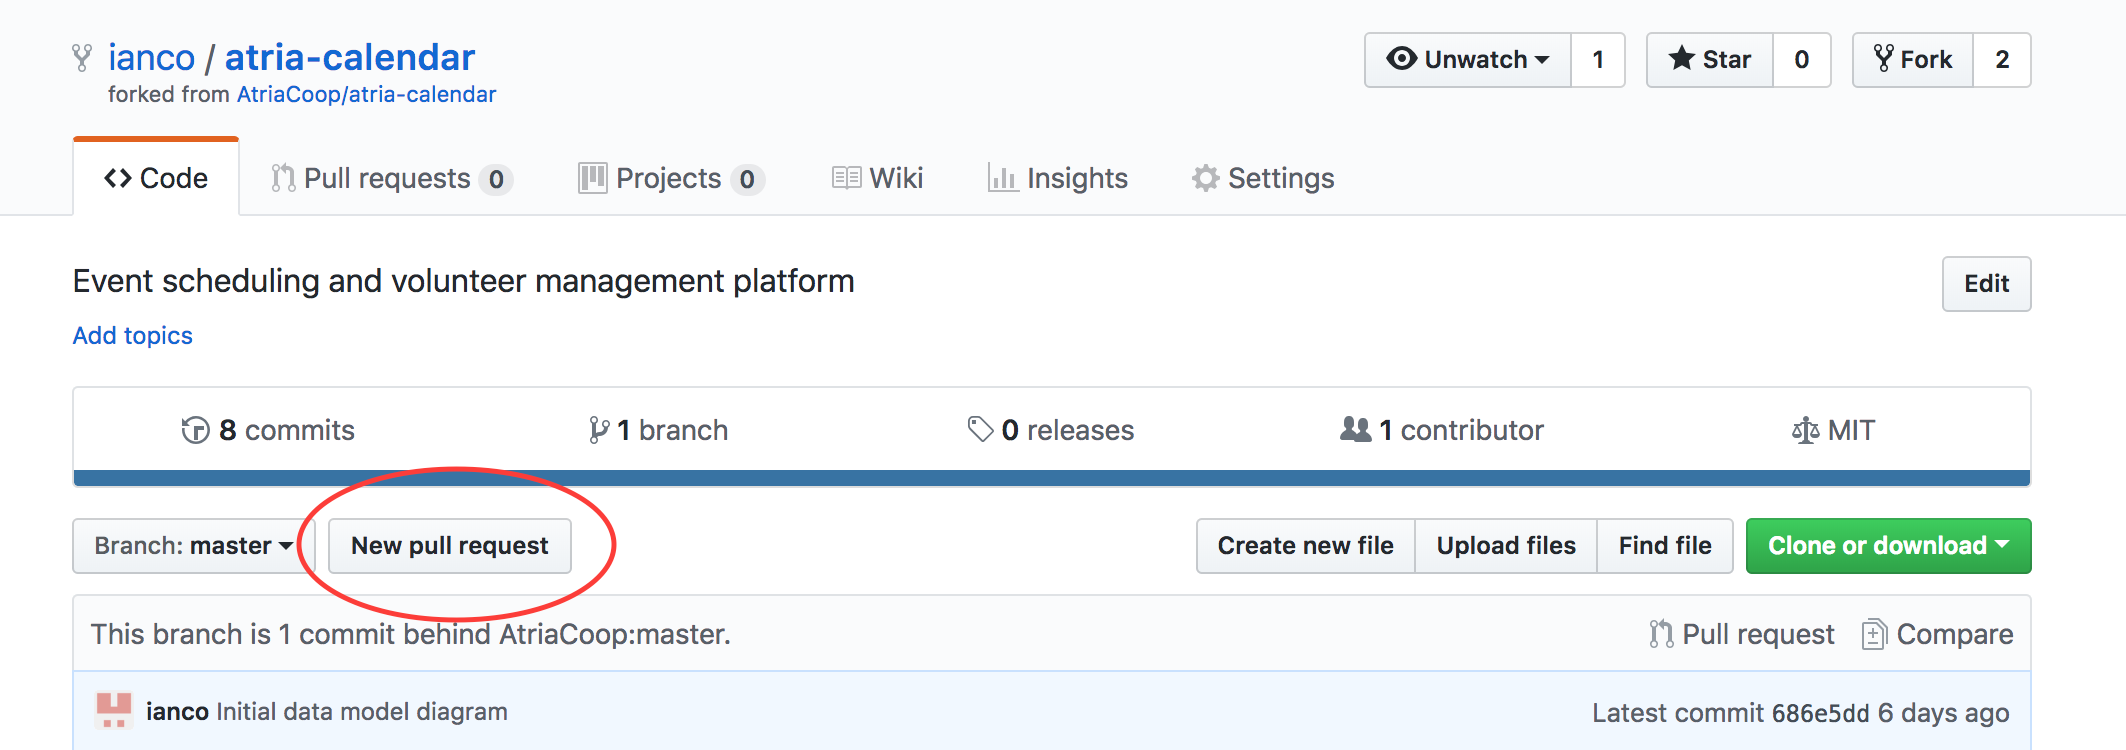 ianco / atria-calendar
Unwatch 1
Star 0
Fork 2
forked from AtriaCoop/atria-calendar
Code
Pull requests 0
Projects 0
Wiki
Insights
Settings
Event scheduling and volunteer management platform
Edit
Add topics
8 commits
1 branch
0 releases
1 contributor
MIT
Branch: master
New pull request
Create new file
Upload files
Find file
Clone or download
This branch is 1 commit behind AtriaCoop:master.
Pull request
Compare
ianco Initial data model diagram
Latest commit 686e5dd 6 days ago